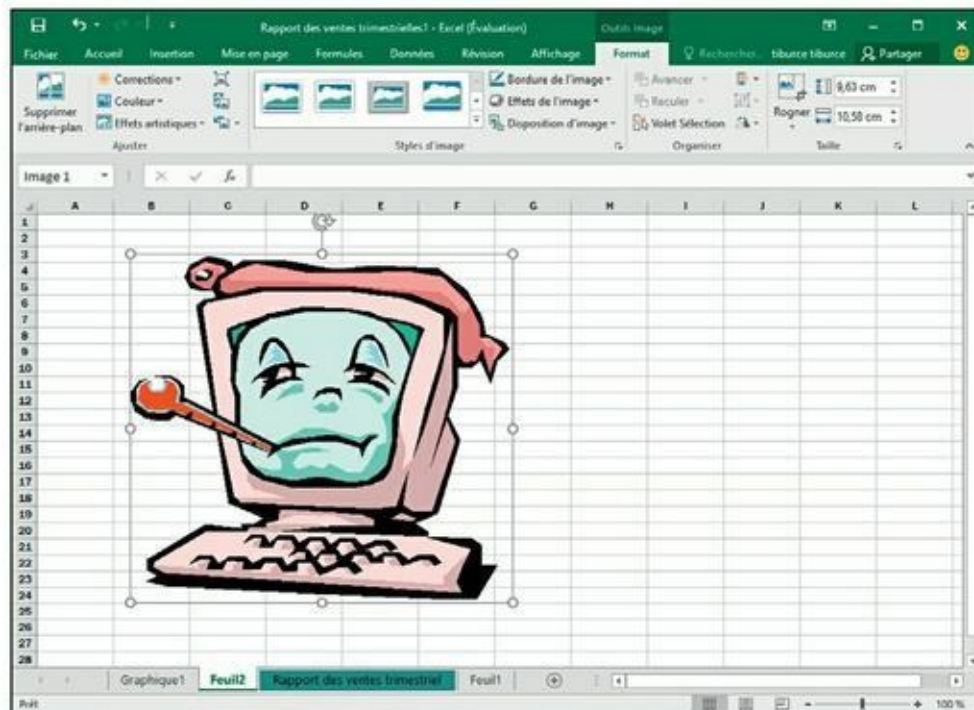 Rapport des ventes trimestrielles1 - Excel (Évaluation)
Outils Image
Fichier Accueil Insertion Mise en page Formules Données Révision Affichage Format Rechercher... tiburce tiburce Partager
Supprimer l'arrière-plan
Corrections
Couleur
Effets artistiques
Ajuster
Styles d'image
Bordure de l'image
Effets de l'image
Disposition d'image
Avancer
Reculer
Volet Sélection
Organiser
Rogner
9,63 cm
10,58 cm
Taille
Image 1
fx
A B C D E F G H I J K L
1
2
3
4
5
6
7
8
9
10
11
12
13
14
15
16
17
18
19
20
21
22
23
24
25
26
27
28
Graphique1 Feuil2 Rapport des ventes trimestriel Feuil1
Prêt
100 %